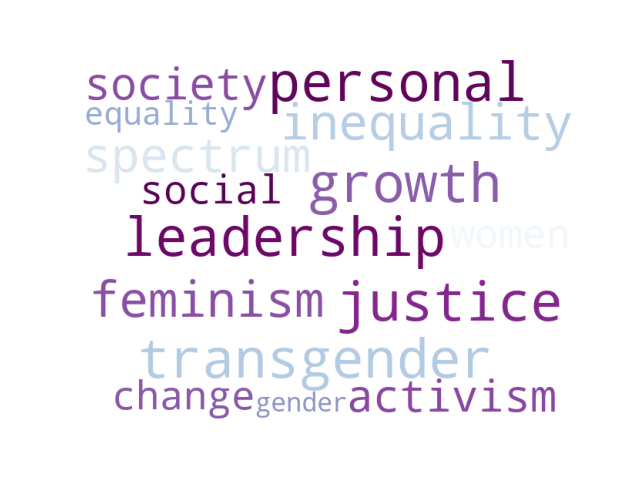 society personal
equality inequality
spectrum
social growth
leadership women
feminism justice
transgender
change gender activism